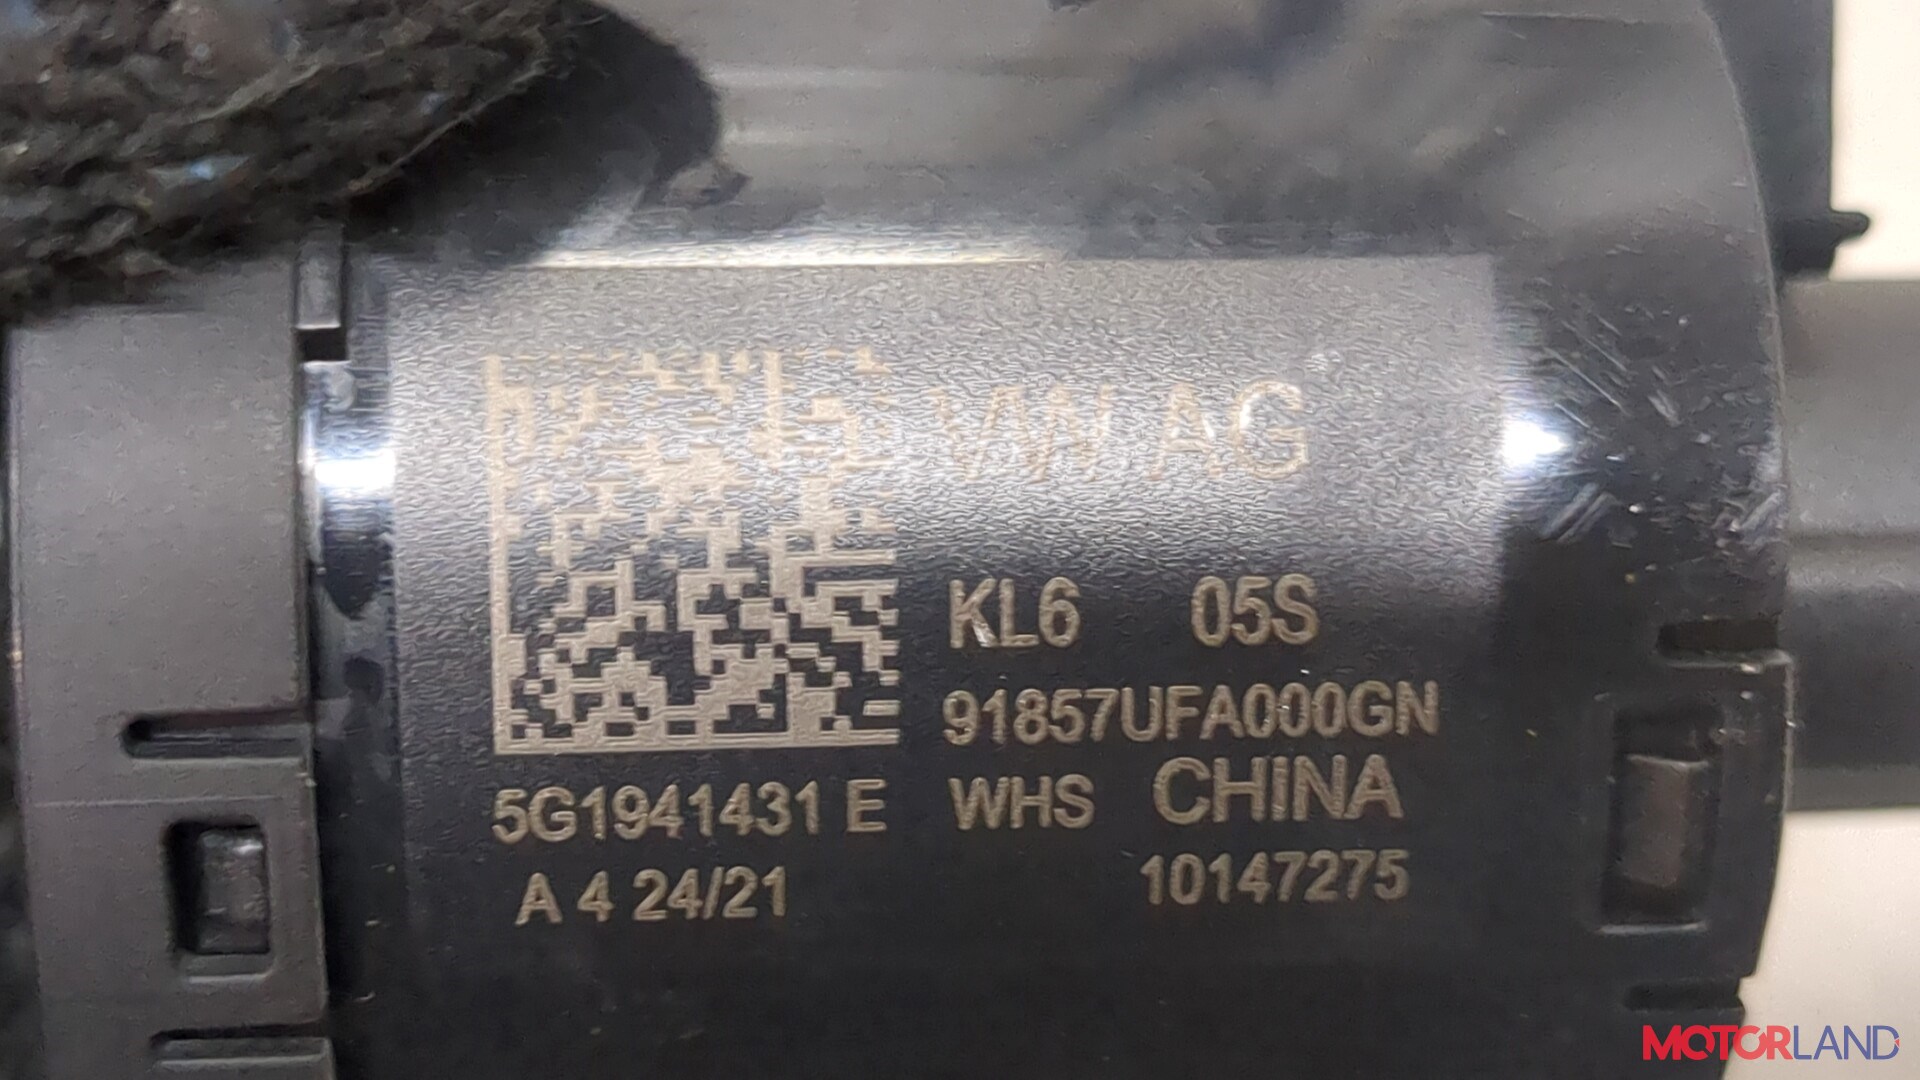 VW AG
KL6 05S
91857UFA000GN
5G1941431 E WHS CHINA
A 4 24/21 10147275
MOTORLAND